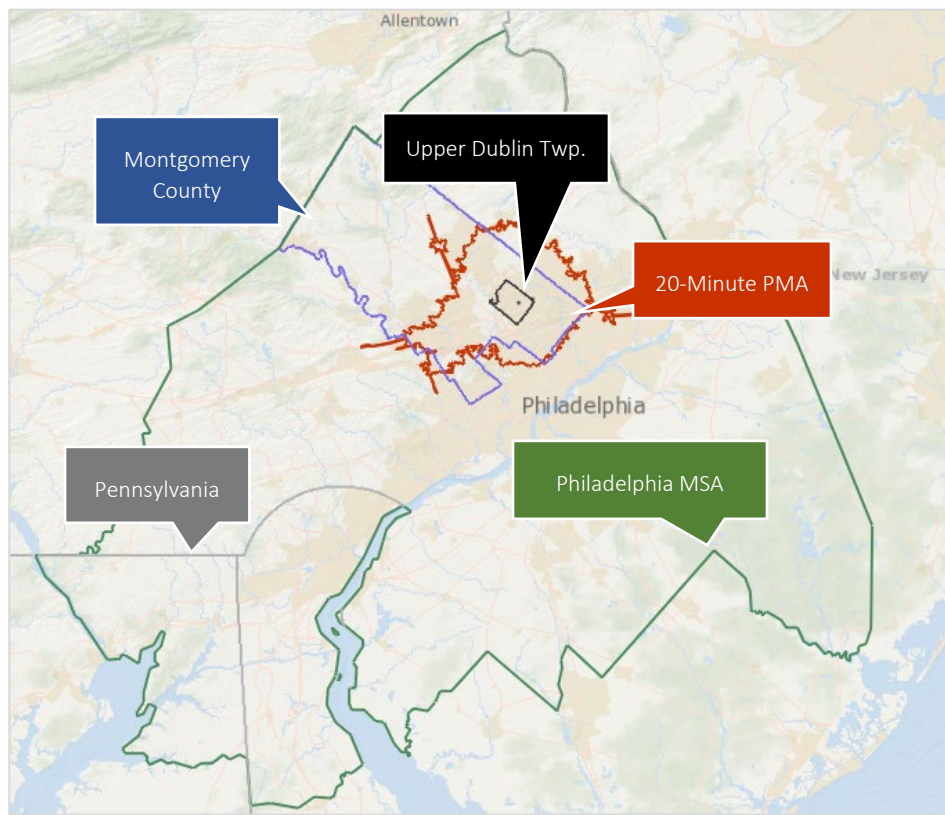 Allentown
Montgomery
County
Upper Dublin Twp.
20-Minute PMA
New Jersey
Philadelphia
Pennsylvania
Philadelphia MSA